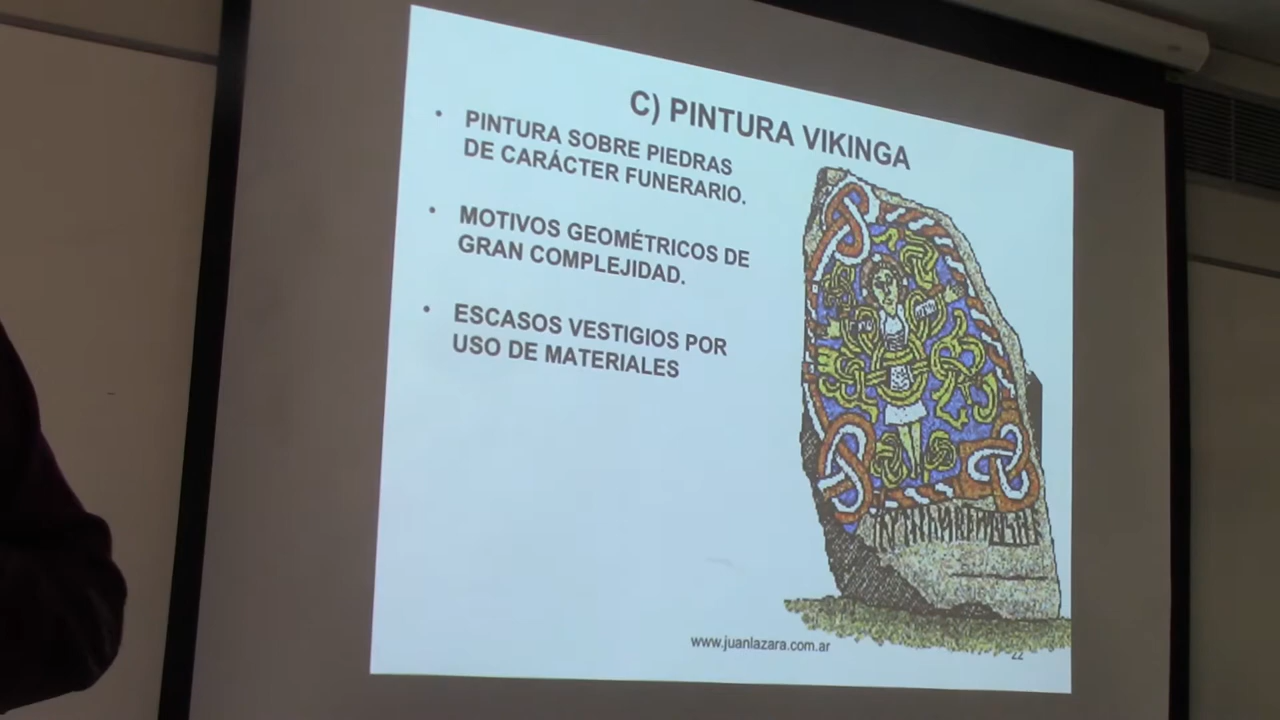 C) PINTURA VIKINGA
• PINTURA SOBRE PIEDRAS
DE CARÁCTER FUNERARIO.
• MOTIVOS GEOMÉTRICOS DE
GRAN COMPLEJIDAD.
• ESCASOS VESTIGIOS POR
USO DE MATERIALES
www.juanlazara.com.ar
22